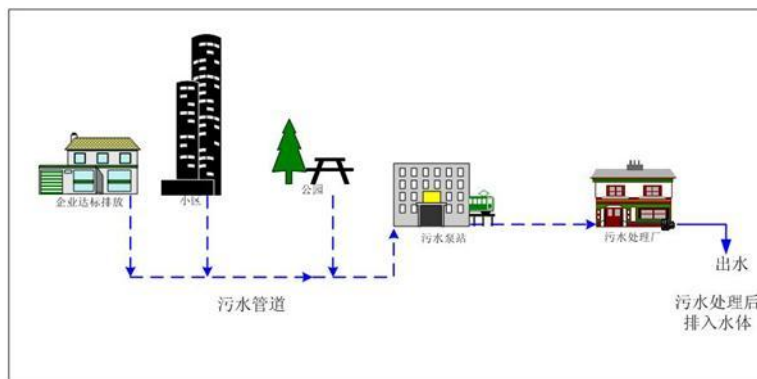 企业达标排放
小区
公园
污水泵站
污水处理厂
污水管道
出水
污水处理后
排入水体